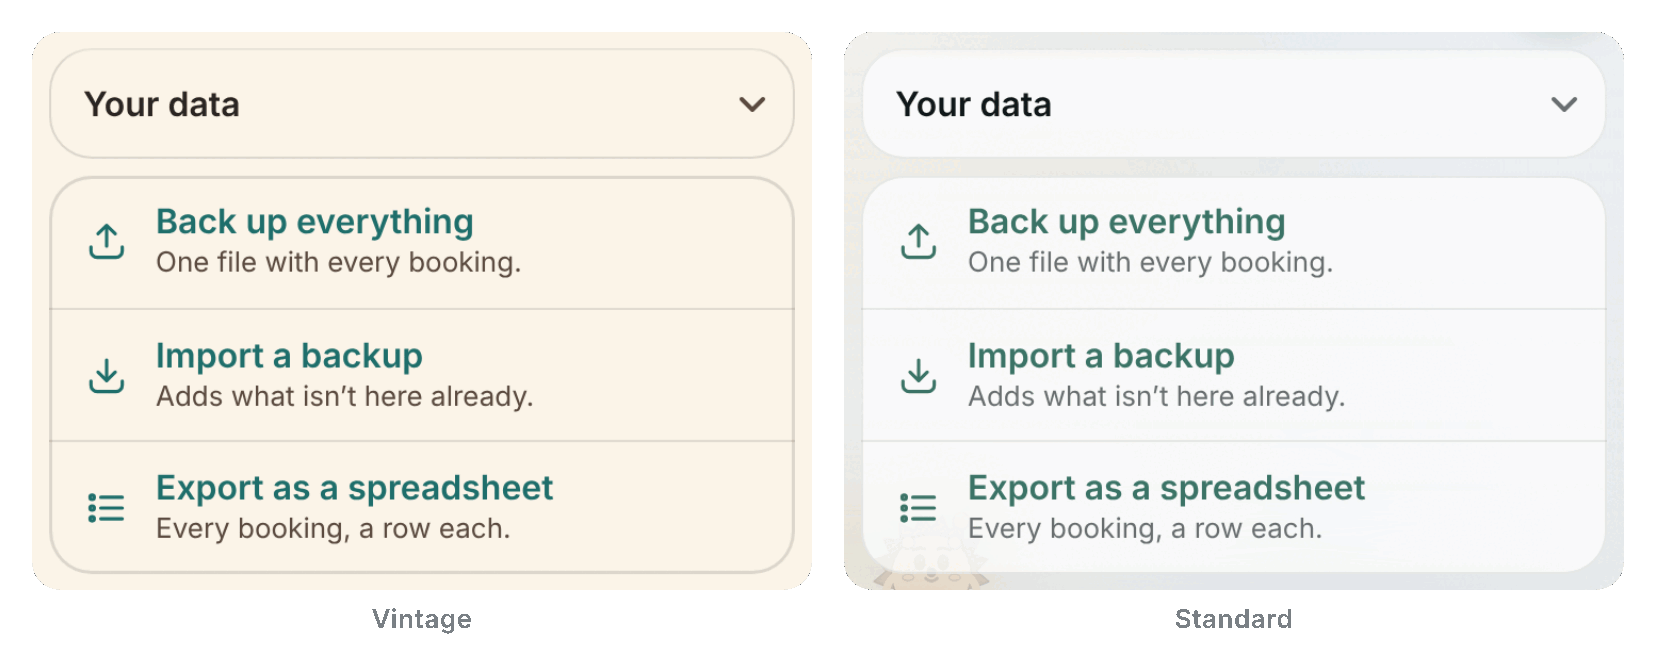 Your data
Back up everything
One file with every booking.
Import a backup
Adds what isn’t here already.
Export as a spreadsheet
Every booking, a row each.
Vintage
Your data
Back up everything
One file with every booking.
Import a backup
Adds what isn’t here already.
Export as a spreadsheet
Every booking, a row each.
Standard